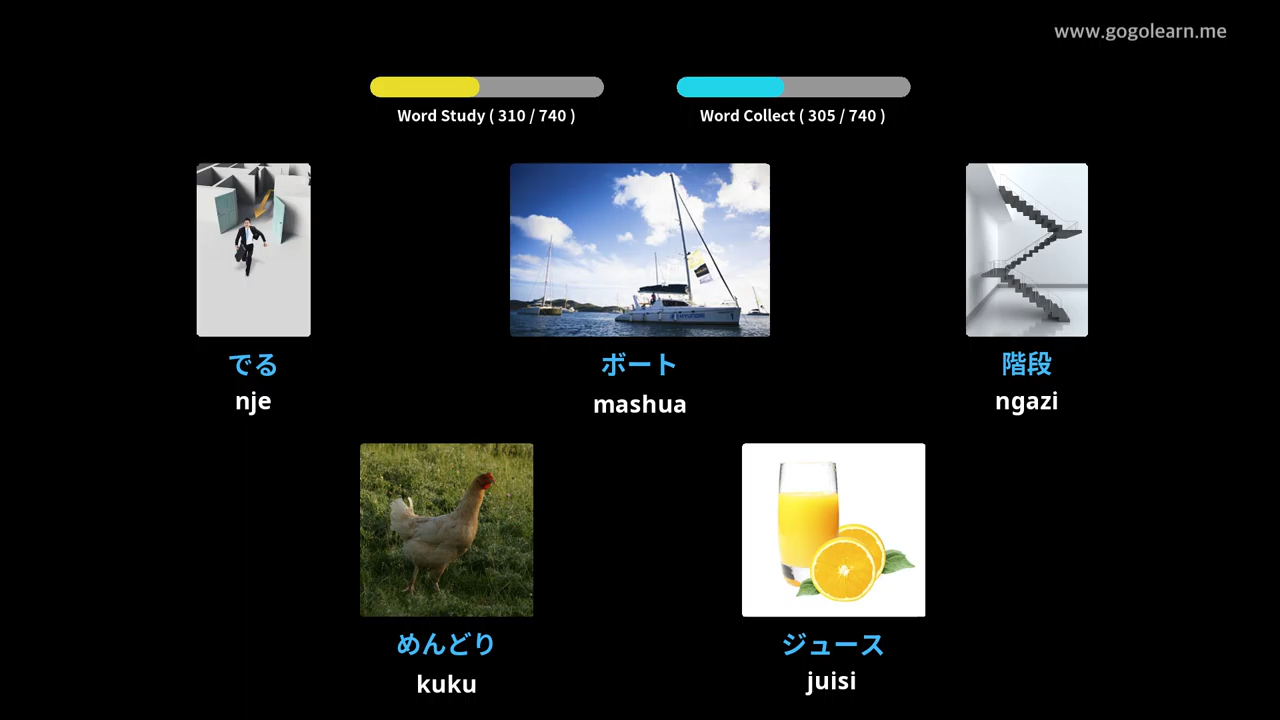 www.gogolearn.me
Word Study ( 310 / 740 )
Word Collect ( 305 / 740 )
でる
nje
ボート
mashua
階段
ngazi
めんどり
kuku
ジュース
juisi